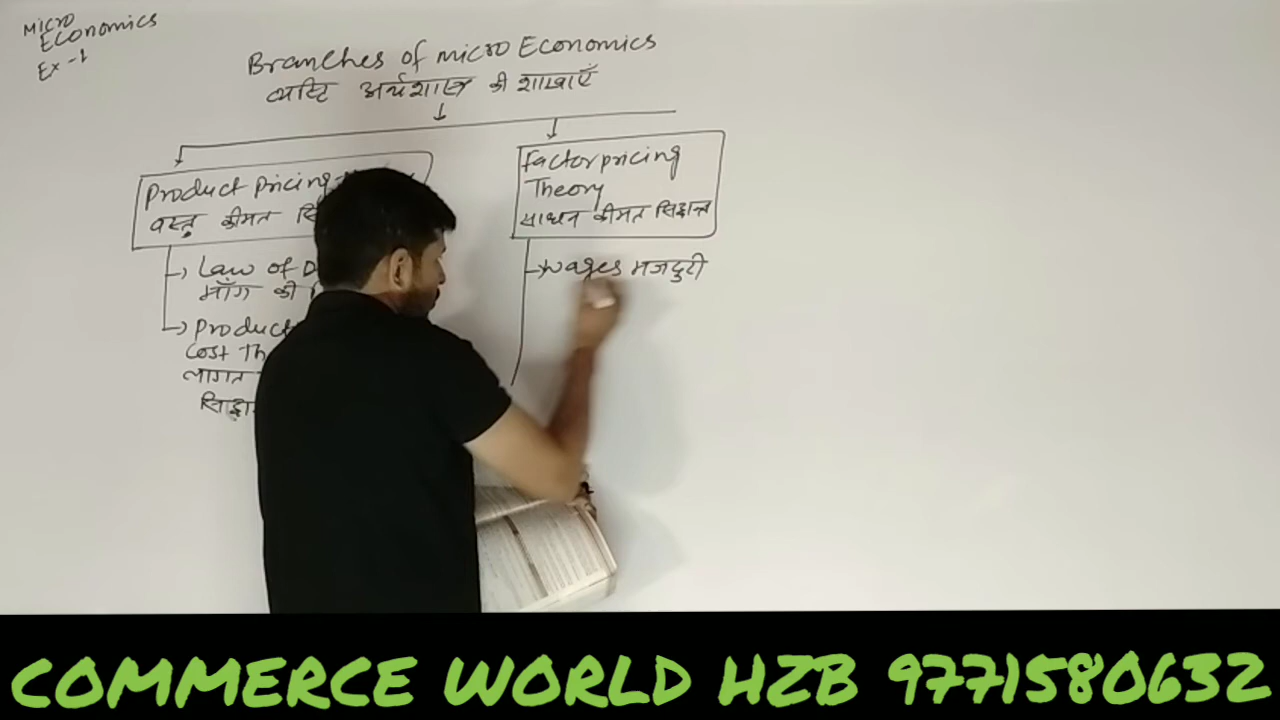 MICRO
Economics
Ex-1
Branches of micro Economics
व्यष्टि अर्थशास्त्र की शाखाएँ
Product pricing
वस्तु कीमत
Law of
माँग की
Product
Cost Th
लागत
Factor pricing
Theory
साधन कीमत सिद्धान्त
wages मजदुरी
COMMERCE WORLD HZB 9771580632